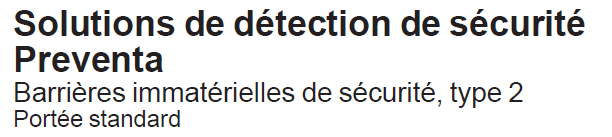 Solutions de détection de sécurité
Preventa
Barrières immatérielles de sécurité, type 2
Portée standard